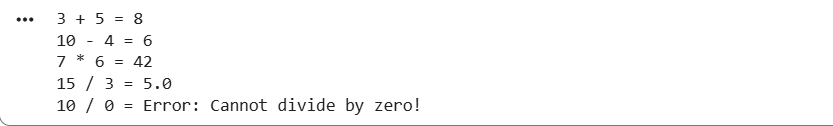 3 + 5 = 8
10 - 4 = 6
7 * 6 = 42
15 / 3 = 5.0
10 / 0 = Error: Cannot divide by zero!